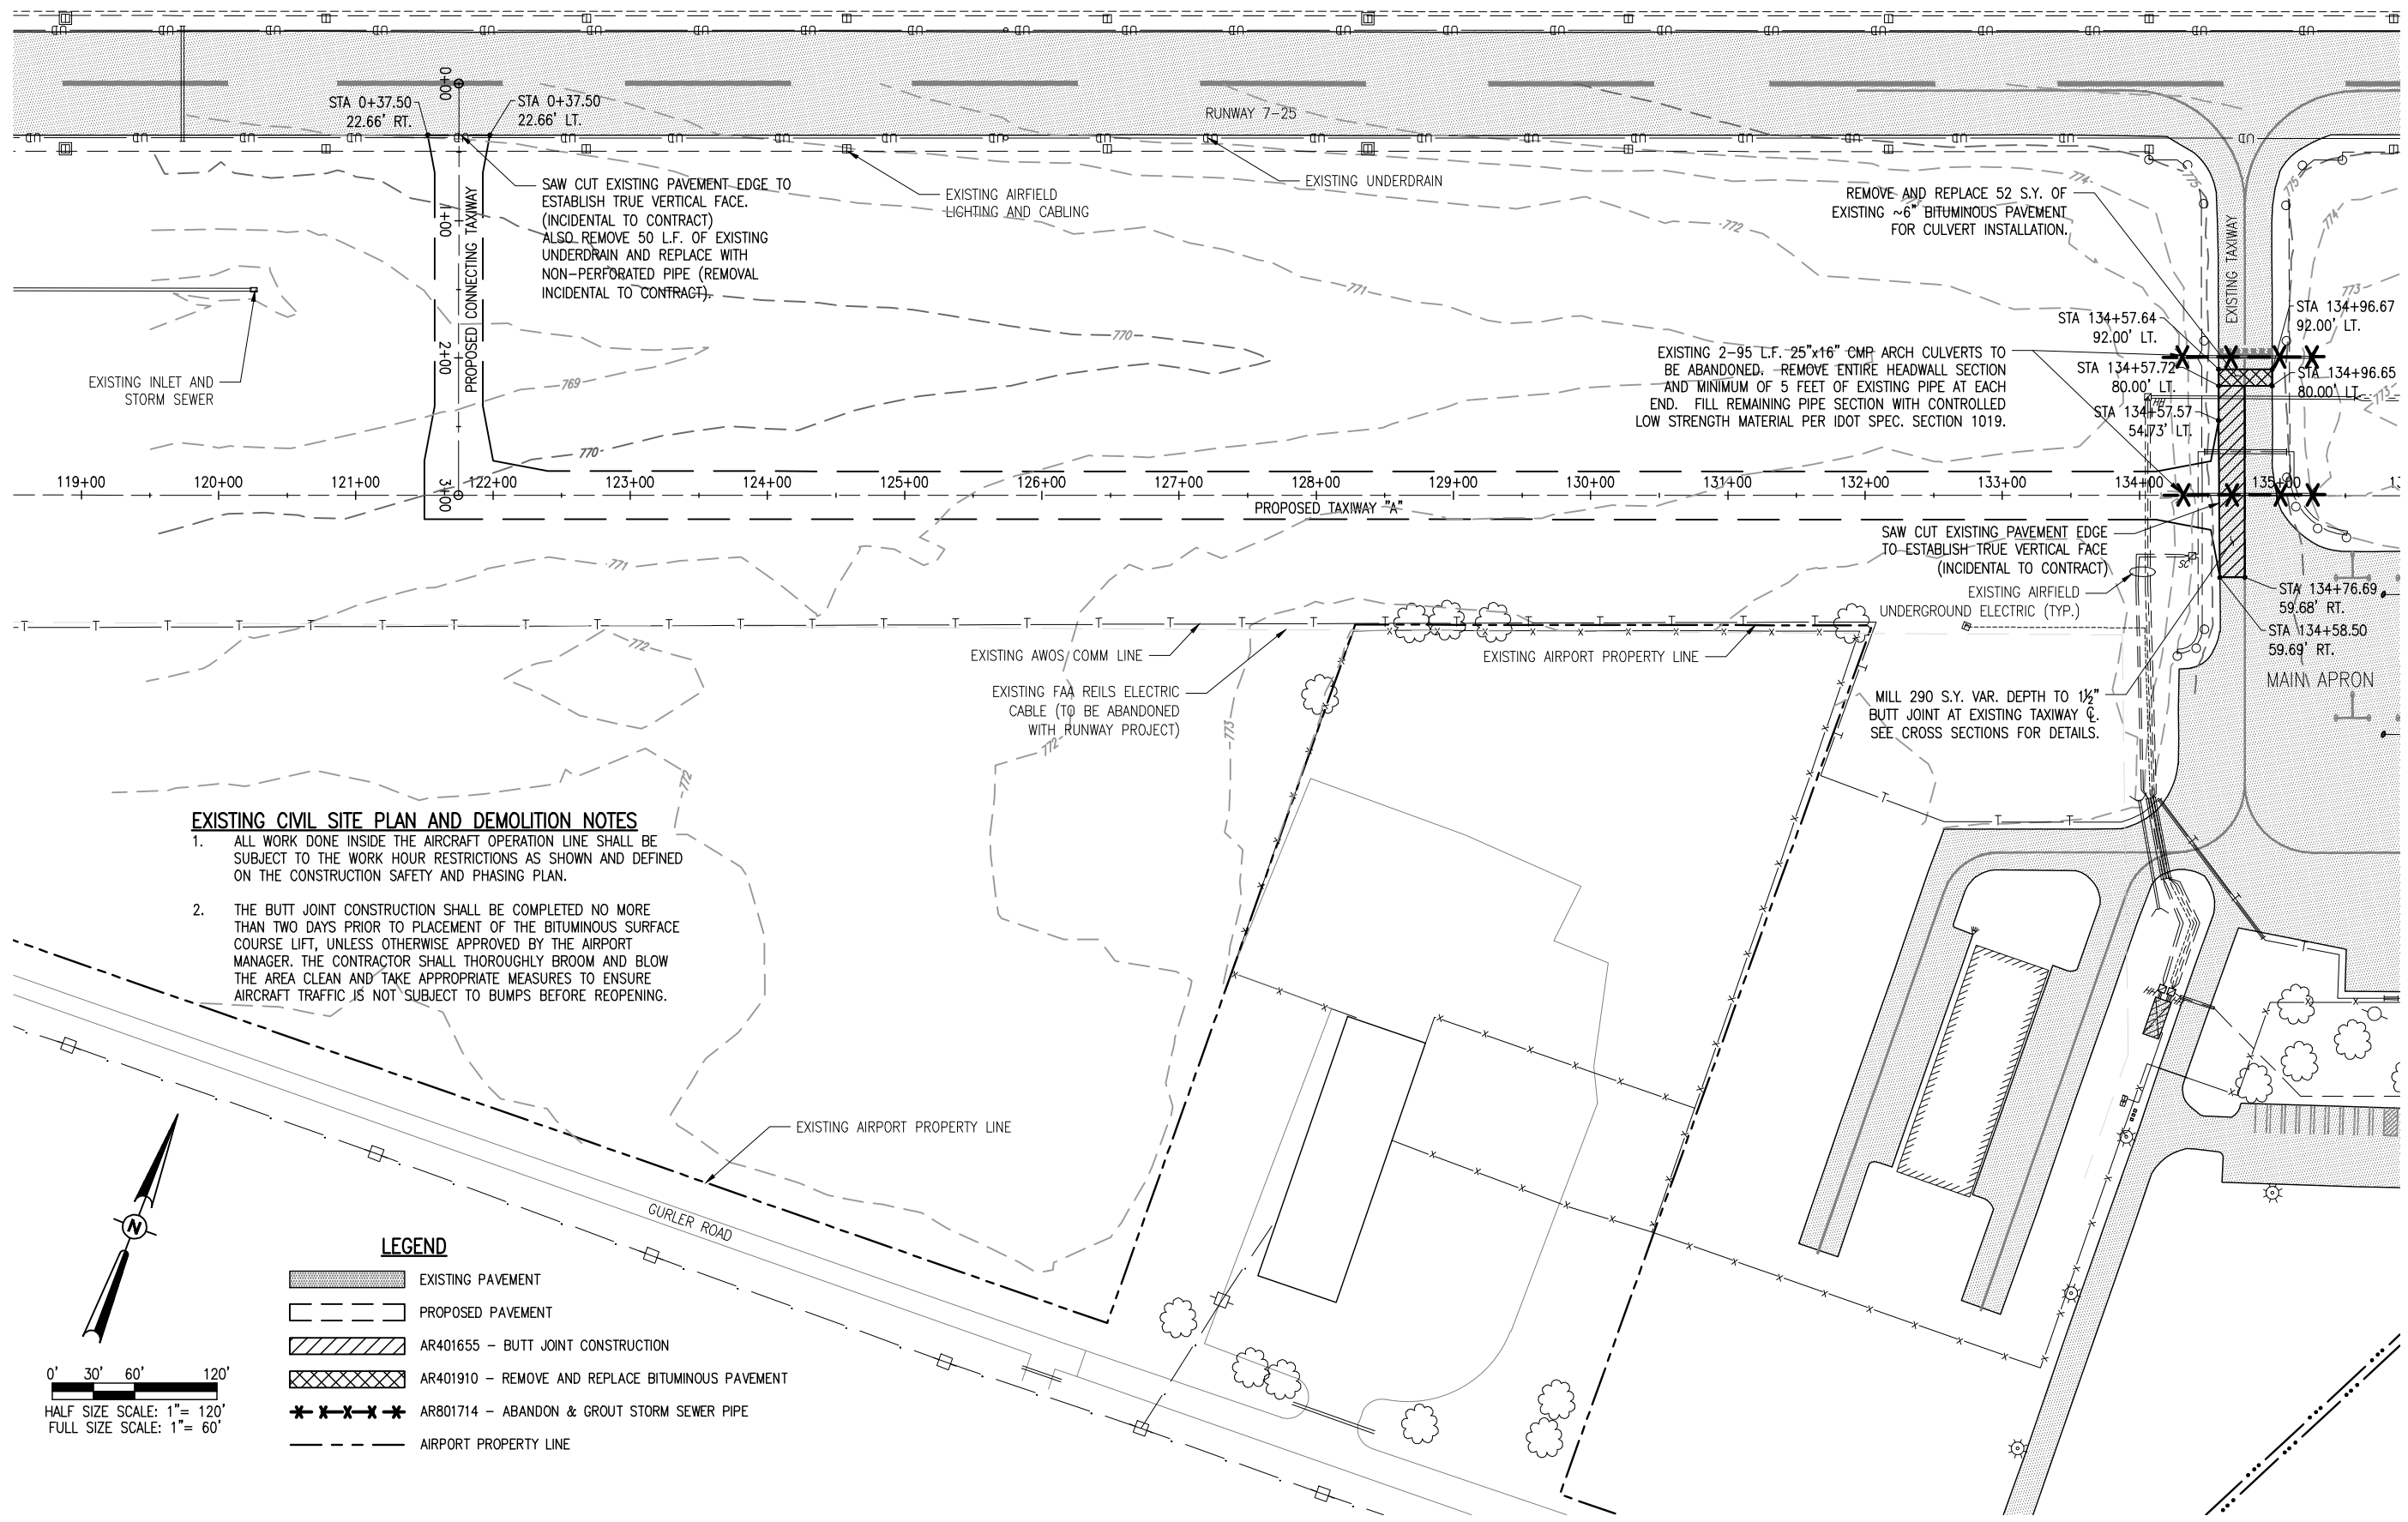 0+00
STA 0+37.50
22.66' RT.
STA 0+37.50
22.66' LT.
RUNWAY 7-25
SAW CUT EXISTING PAVEMENT EDGE TO
ESTABLISH TRUE VERTICAL FACE.
(INCIDENTAL TO CONTRACT)
ALSO REMOVE 50 L.F. OF EXISTING
UNDERDRAIN AND REPLACE WITH
NON-PERFORATED PIPE (REMOVAL
INCIDENTAL TO CONTRACT).
EXISTING AIRFIELD
LIGHTING AND CABLING
EXISTING UNDERDRAIN
REMOVE AND REPLACE 52 S.Y. OF
EXISTING ~6" BITUMINOUS PAVEMENT
FOR CULVERT INSTALLATION.
774
775
775
774
773
772
771
770
769
770
773
773
1+00
2+00
3+00
PROPOSED CONNECTING TAXIWAY
EXISTING TAXIWAY
EXISTING INLET AND
STORM SEWER
STA 134+57.64
92.00' LT.
STA 134+96.67
92.00' LT.
STA 134+57.72
80.00' LT.
STA 134+96.65
80.00' LT.
STA 134+57.57
54.73' LT.
HH
EXISTING 2-95 L.F. 25"x16" CMP ARCH CULVERTS TO
BE ABANDONED. REMOVE ENTIRE HEADWALL SECTION
AND MINIMUM OF 5 FEET OF EXISTING PIPE AT EACH
END. FILL REMAINING PIPE SECTION WITH CONTROLLED
LOW STRENGTH MATERIAL PER IDOT SPEC. SECTION 1019.
119+00 120+00 121+00 122+00 123+00 124+00 125+00 126+00 127+00 128+00 129+00 130+00 131+00 132+00 133+00 134+00 135+00
PROPOSED TAXIWAY "A"
SAW CUT EXISTING PAVEMENT EDGE
TO ESTABLISH TRUE VERTICAL FACE
(INCIDENTAL TO CONTRACT)
EXISTING AIRFIELD
UNDERGROUND ELECTRIC (TYP.)
STA 134+76.69
59.68' RT.
STA 134+58.50
59.69' RT.
MAIN APRON
771
772
773
772
772
EXISTING AWOS COMM LINE
EXISTING AIRPORT PROPERTY LINE
EXISTING FAA REILS ELECTRIC
CABLE (TO BE ABANDONED
WITH RUNWAY PROJECT)
MILL 290 S.Y. VAR. DEPTH TO 1½"
BUTT JOINT AT EXISTING TAXIWAY ℄.
SEE CROSS SECTIONS FOR DETAILS.
EXISTING CIVIL SITE PLAN AND DEMOLITION NOTES
1. ALL WORK DONE INSIDE THE AIRCRAFT OPERATION LINE SHALL BE
SUBJECT TO THE WORK HOUR RESTRICTIONS AS SHOWN AND DEFINED
ON THE CONSTRUCTION SAFETY AND PHASING PLAN.
2. THE BUTT JOINT CONSTRUCTION SHALL BE COMPLETED NO MORE
THAN TWO DAYS PRIOR TO PLACEMENT OF THE BITUMINOUS SURFACE
COURSE LIFT, UNLESS OTHERWISE APPROVED BY THE AIRPORT
MANAGER. THE CONTRACTOR SHALL THOROUGHLY BROOM AND BLOW
THE AREA CLEAN AND TAKE APPROPRIATE MEASURES TO ENSURE
AIRCRAFT TRAFFIC IS NOT SUBJECT TO BUMPS BEFORE REOPENING.
EXISTING AIRPORT PROPERTY LINE
GURLER ROAD
N
LEGEND
EXISTING PAVEMENT
PROPOSED PAVEMENT
AR401655 - BUTT JOINT CONSTRUCTION
AR401910 - REMOVE AND REPLACE BITUMINOUS PAVEMENT
AR801714 - ABANDON & GROUT STORM SEWER PIPE
AIRPORT PROPERTY LINE
0' 30' 60' 120'
HALF SIZE SCALE: 1"= 120'
FULL SIZE SCALE: 1"= 60'